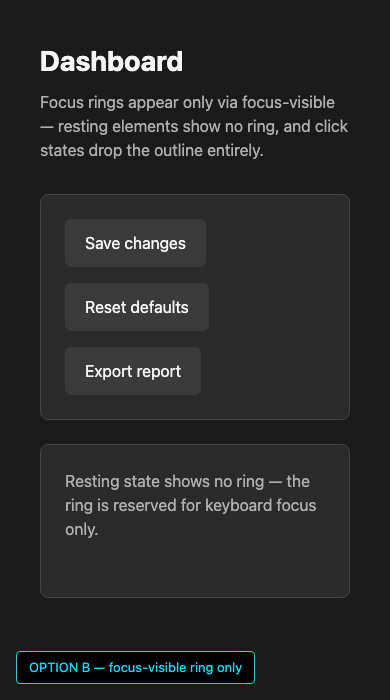 Dashboard
Focus rings appear only via focus-visible
— resting elements show no ring, and click
states drop the outline entirely.
Save changes
Reset defaults
Export report
Resting state shows no ring — the
ring is reserved for keyboard focus
only.
OPTION B — focus-visible ring only